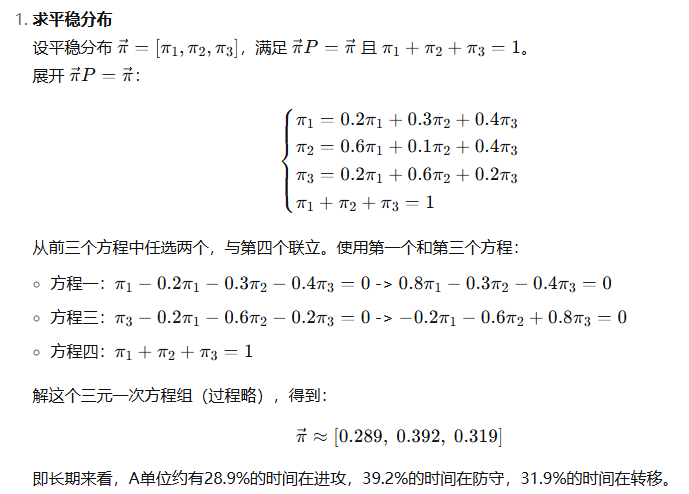 1. 求平稳分布
设平稳分布 π⃗ = [π₁, π₂, π₃]，满足 π⃗P = π⃗ 且 π₁ + π₂ + π₃ = 1。
展开 π⃗P = π⃗：
π₁ = 0.2π₁ + 0.3π₂ + 0.4π₃
π₂ = 0.6π₁ + 0.1π₂ + 0.4π₃
π₃ = 0.2π₁ + 0.6π₂ + 0.2π₃
π₁ + π₂ + π₃ = 1
从前三个方程中任选两个，与第四个联立。使用第一个和第三个方程：
○ 方程一：π₁ − 0.2π₁ − 0.3π₂ − 0.4π₃ = 0 -> 0.8π₁ − 0.3π₂ − 0.4π₃ = 0
○ 方程三：π₃ − 0.2π₁ − 0.6π₂ − 0.2π₃ = 0 -> −0.2π₁ − 0.6π₂ + 0.8π₃ = 0
○ 方程四：π₁ + π₂ + π₃ = 1
解这个三元一次方程组（过程略），得到：
π⃗ ≈ [0.289, 0.392, 0.319]
即长期来看，A单位约有28.9%的时间在进攻，39.2%的时间在防守，31.9%的时间在转移。